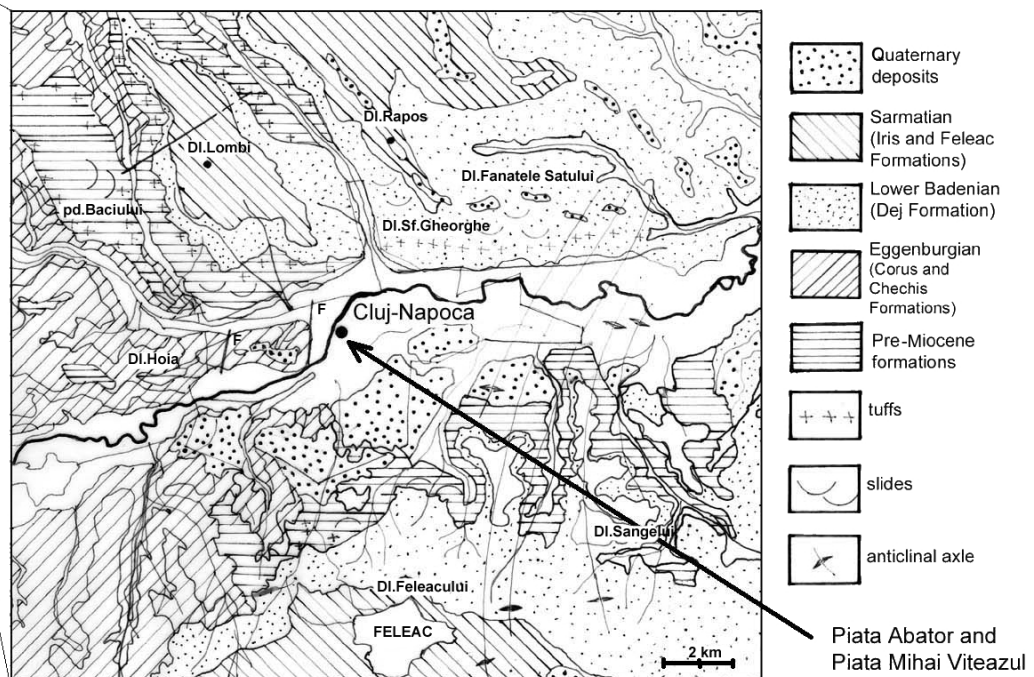 Dl.Rapos
Dl.Lombi
Dl.Fanatele Satului
pd.Baciului
Dl.Sf.Gheorghe
F
Cluj-Napoca
F
Dl.Hoia
Dl.Sangelui
Dl.Feleacului
FELEAC
2 km
Quaternary
deposits
Sarmatian
(Iris and Feleac
Formations)
Lower Badenian
(Dej Formation)
Eggenburgian
(Corus and
Chechis
Formations)
Pre-Miocene
formations
tuffs
slides
anticlinal axle
Piata Abator and
Piata Mihai Viteazul